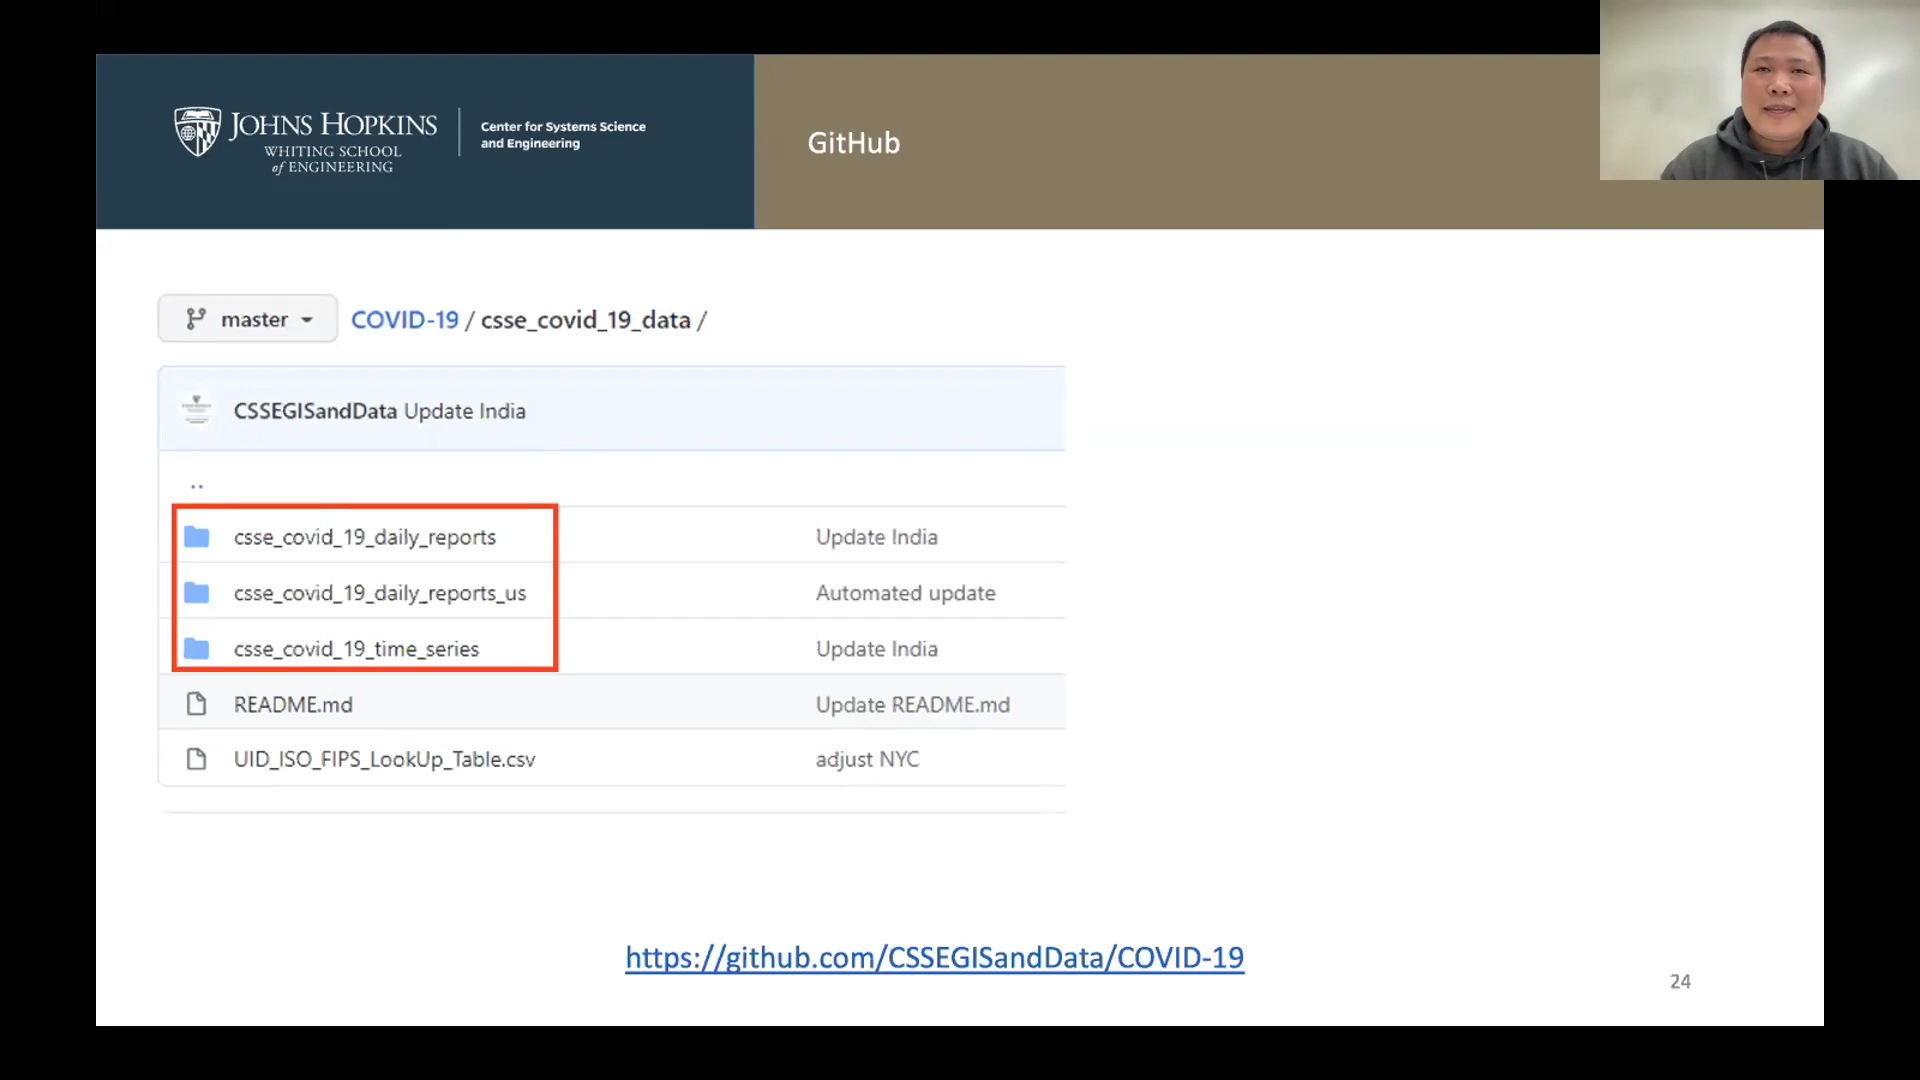 JOHNS HOPKINS
WHITING SCHOOL
of ENGINEERING
Center for Systems Science
and Engineering
GitHub
master
COVID-19 / csse_covid_19_data /
CSSEGISandData Update India
..
csse_covid_19_daily_reports Update India
csse_covid_19_daily_reports_us Automated update
csse_covid_19_time_series Update India
README.md Update README.md
UID_ISO_FIPS_LookUp_Table.csv adjust NYC
https://github.com/CSSEGISandData/COVID-19
24